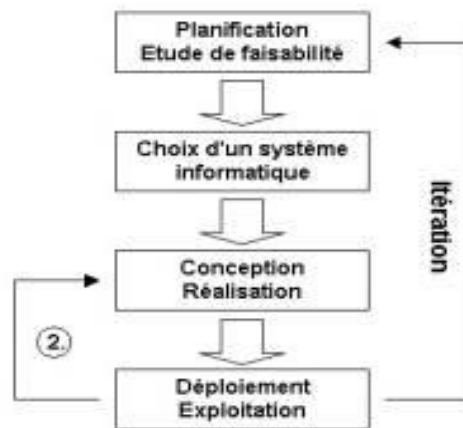 Planification
Etude de faisabilité
Choix d'un système
informatique
Itération
Conception
Réalisation
2.
Déploiement
Exploitation